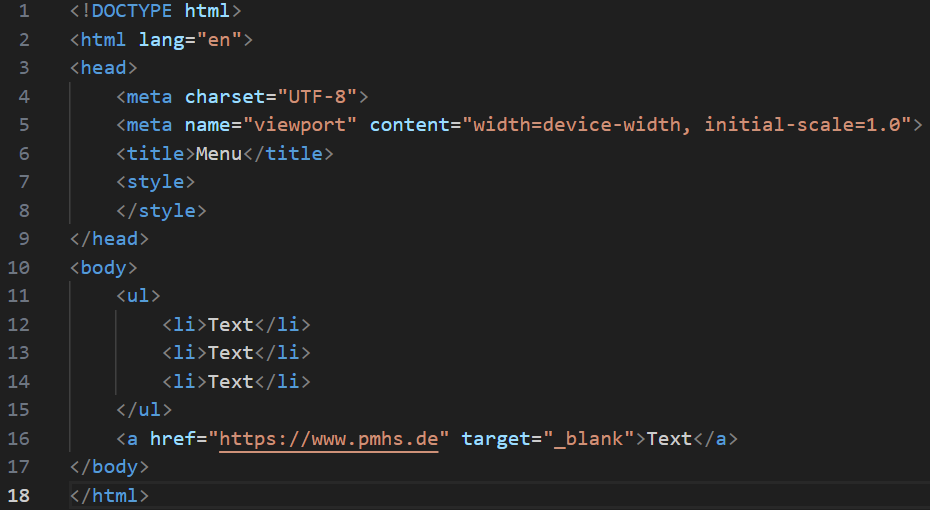 1 <!DOCTYPE html>
2 <html lang="en">
3 <head>
4     <meta charset="UTF-8">
5     <meta name="viewport" content="width=device-width, initial-scale=1.0">
6     <title>Menu</title>
7     <style>
8     </style>
9 </head>
10 <body>
11     <ul>
12         <li>Text</li>
13         <li>Text</li>
14         <li>Text</li>
15     </ul>
16     <a href="https://www.pmhs.de" target="_blank">Text</a>
17 </body>
18 </html>